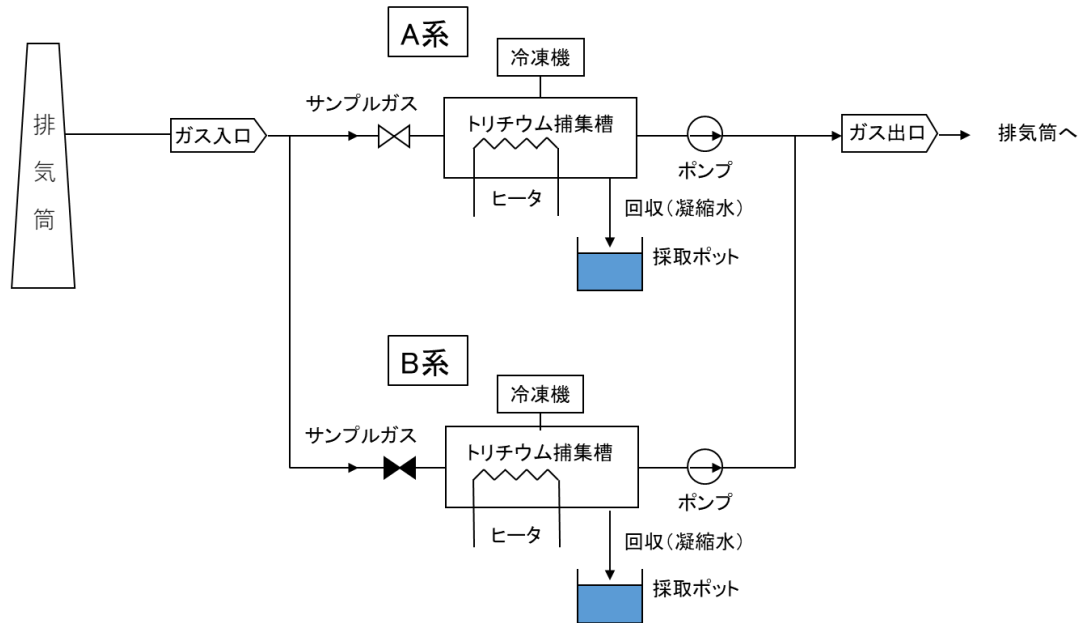 A系
冷凍機
サンプルガス
トリチウム捕集槽
排気筒
ガス入口
ガス出口
排気筒へ
ポンプ
ヒータ
回収(凝縮水)
採取ポット
B系
冷凍機
サンプルガス
トリチウム捕集槽
ポンプ
ヒータ
回収(凝縮水)
採取ポット